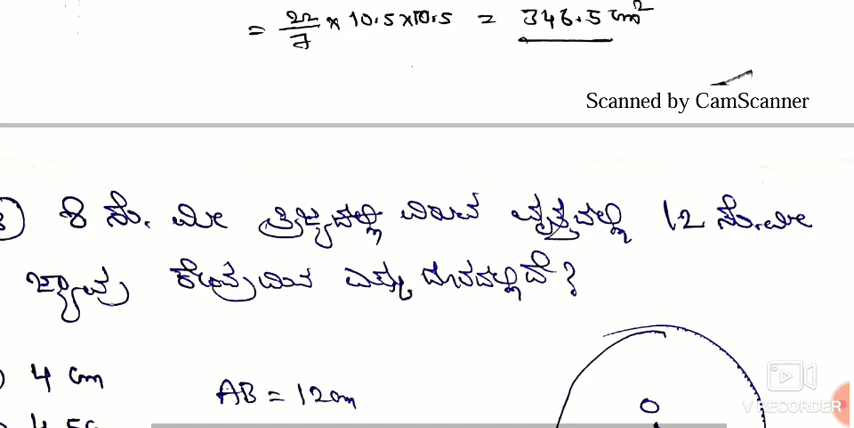 = 22/7 × 10.5×10.5 = 346.5 cm²
Scanned by CamScanner
8 ಸೆಂ. ಮೀ ತ್ರಿಜ್ಯದಲ್ಲಿ ವಿರುವ ವೃತ್ತದಲ್ಲಿ 12 ಸೆಂ.ಮೀ
ಜ್ಯಾವು ಕೇಂದ್ರದಿಂದ ಎಷ್ಟು ದೂರದಲ್ಲಿದೆ?
4 cm
AB = 12cm
O
VRECORDER